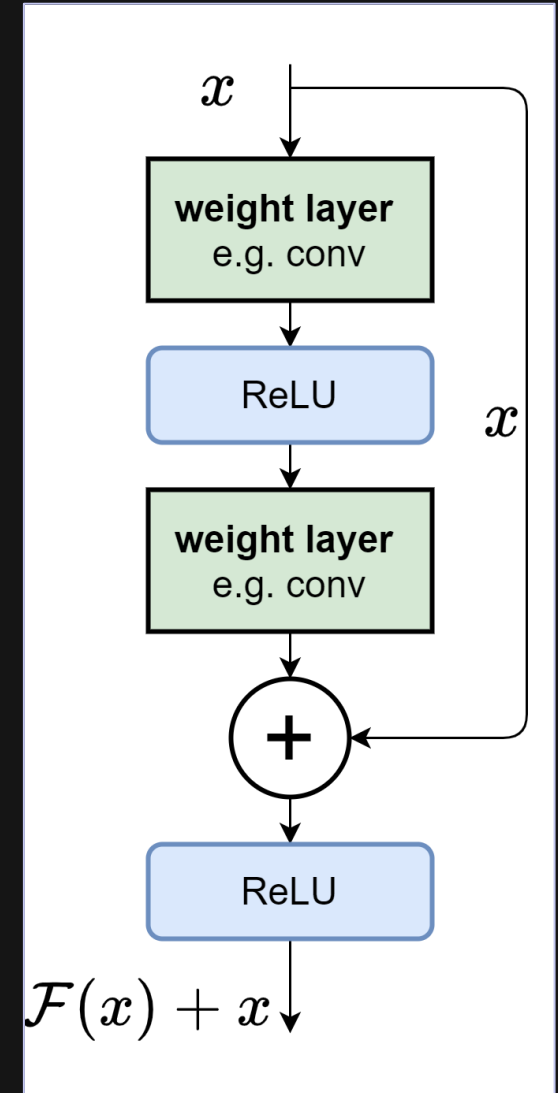 x
weight layer
e.g. conv
ReLU
x
weight layer
e.g. conv
+
ReLU
F(x) + x